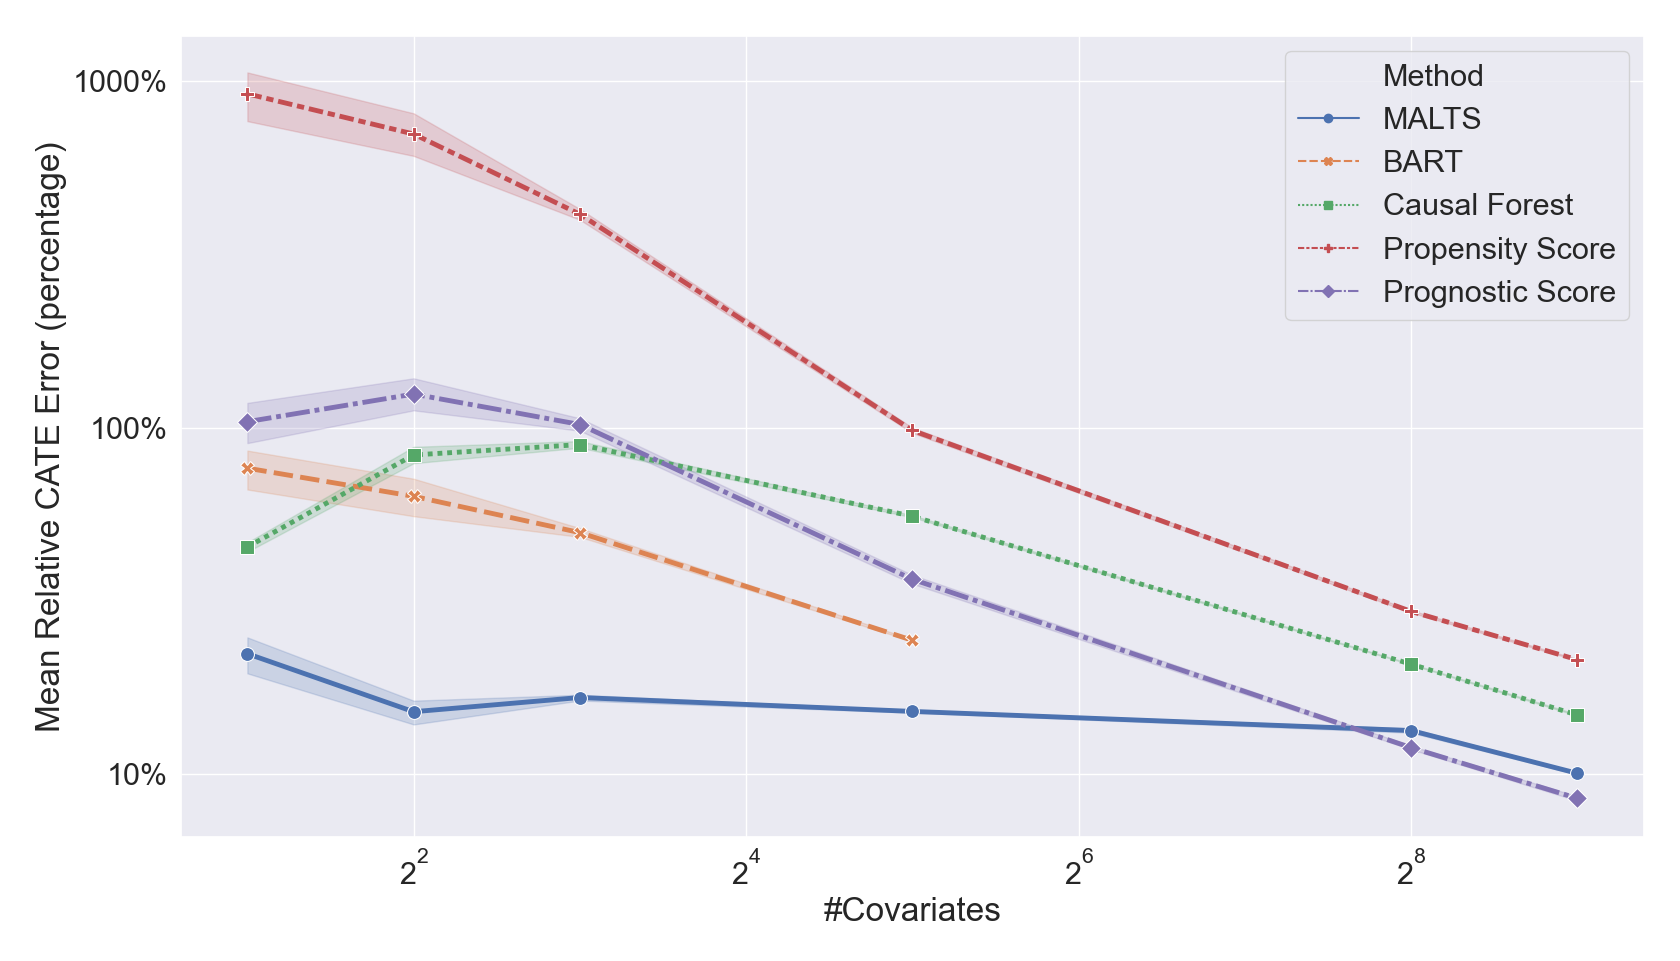 Mean Relative CATE Error (percentage)
1000%
100%
10%
2^2
2^4
2^6
2^8
#Covariates
Method
MALTS
BART
Causal Forest
Propensity Score
Prognostic Score